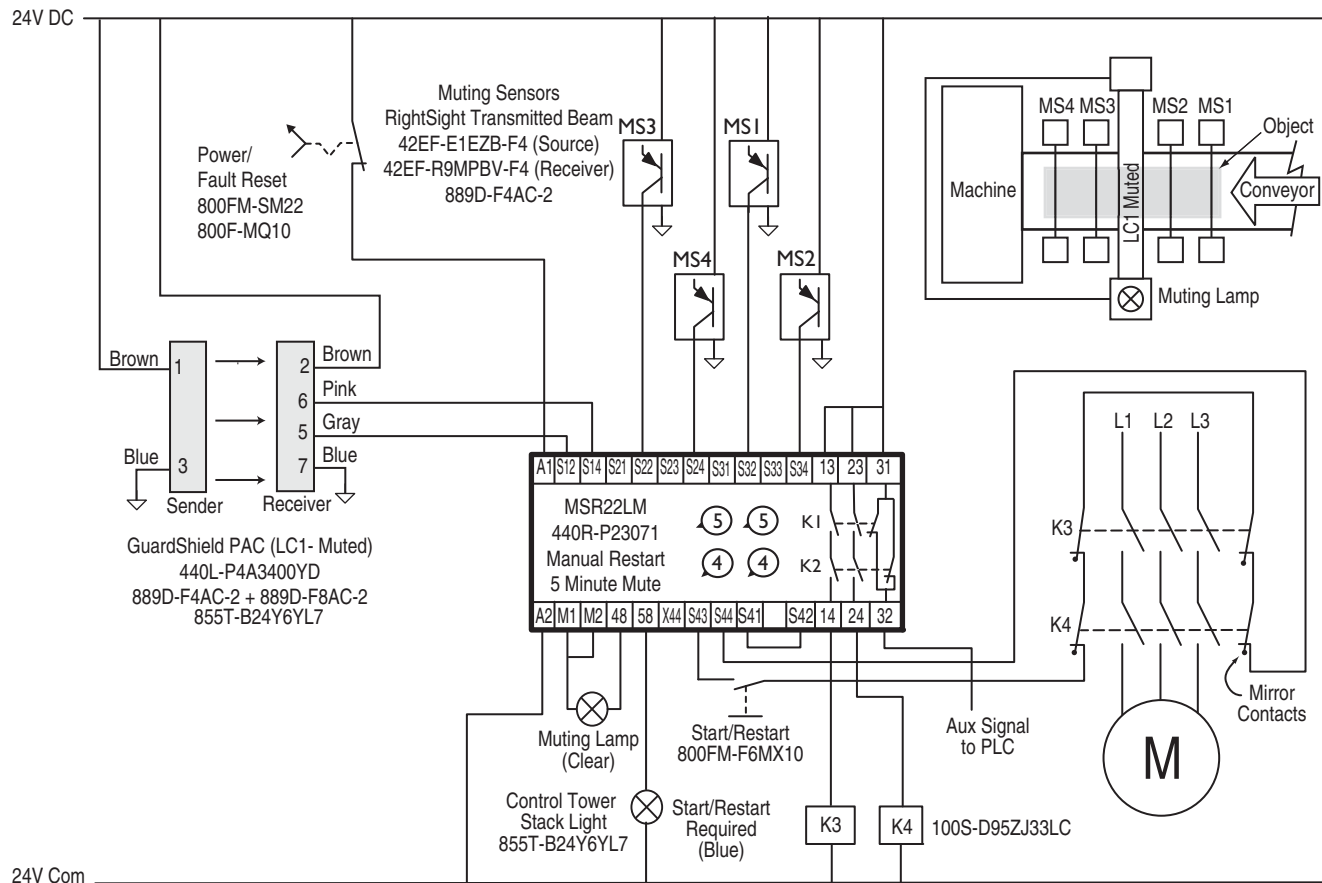 24V DC
Power/
Fault Reset
800FM-SM22
800F-MQ10
Muting Sensors
RightSight Transmitted Beam
42EF-E1EZB-F4 (Source)
42EF-R9MPBV-F4 (Receiver)
889D-F4AC-2
MS3
MS1
MS4
MS2
MS4 MS3 MS2 MS1
Object
Machine
LC1 Muted
Conveyor
Muting Lamp
Brown
1
Blue
3
Sender
2
6
5
7
Receiver
Brown
Pink
Gray
Blue
GuardShield PAC (LC1- Muted)
440L-P4A3400YD
889D-F4AC-2 + 889D-F8AC-2
855T-B24Y6YL7
A1 S12 S14 S21 S22 S23 S24 S31 S32 S33 S34 13 23 31
MSR22LM
440R-P23071
Manual Restart
5 Minute Mute
5 5
4 4
K1
K2
A2 M1 M2 48 58 X44 S43 S44 S41 S42 14 24 32
L1 L2 L3
K3
K4
Mirror
Contacts
M
Muting Lamp
(Clear)
Start/Restart
800FM-F6MX10
Aux Signal
to PLC
Control Tower
Stack Light
855T-B24Y6YL7
Start/Restart
Required
(Blue)
K3
K4
100S-D95ZJ33LC
24V Com